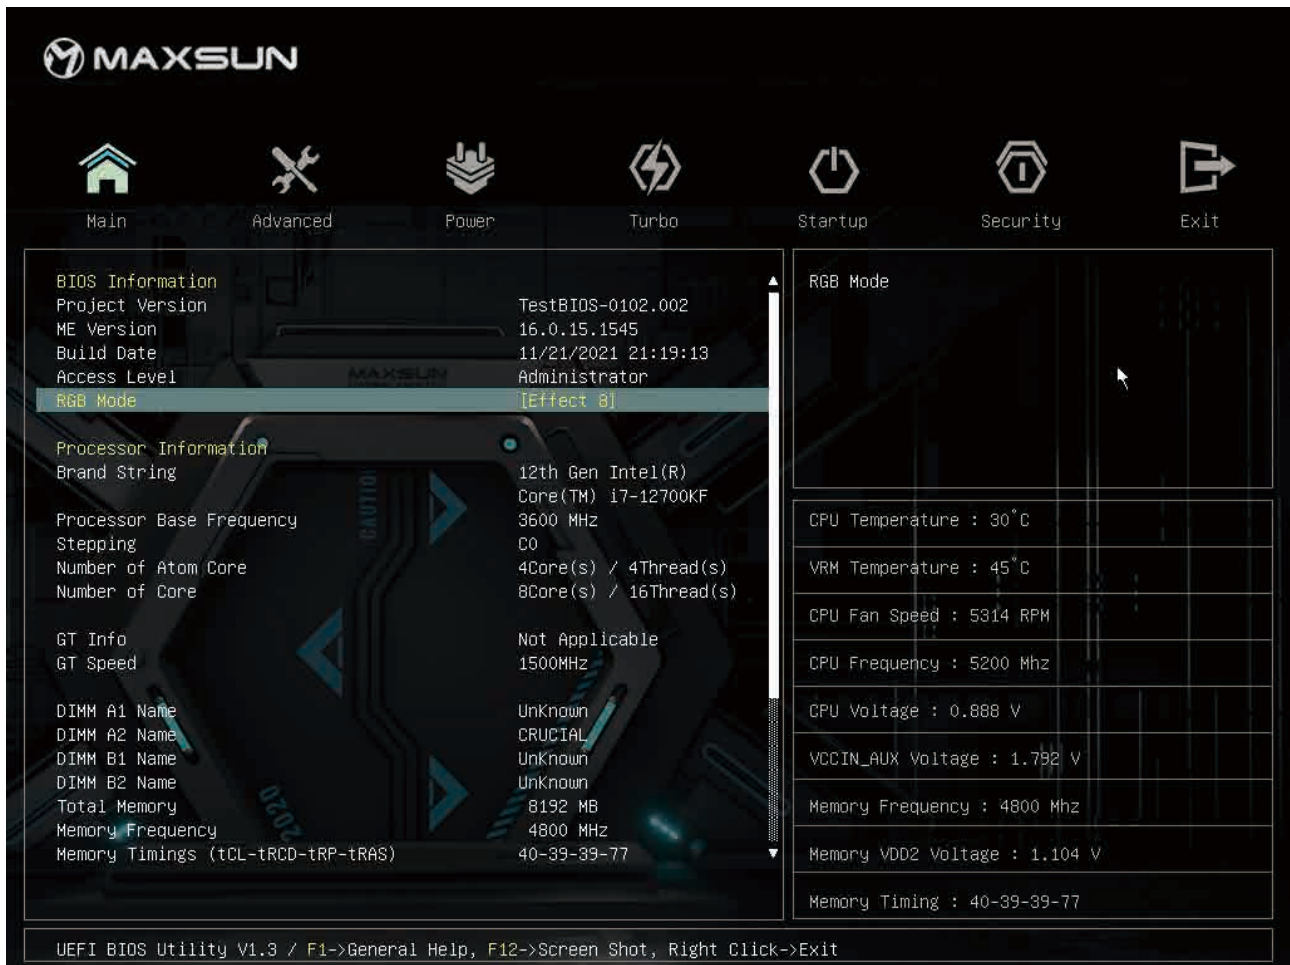 MAXSUN
Main Advanced Power Turbo Startup Security Exit
BIOS Information
Project Version TestBIOS-0102.002
ME Version 16.0.15.1545
Build Date 11/21/2021 21:19:13
Access Level Administrator
RGB Mode [Effect 8]
Processor Information
Brand String 12th Gen Intel(R)
Core(TM) i7-12700KF
Processor Base Frequency 3600 MHz
Stepping C0
Number of Atom Core 4Core(s) / 4Thread(s)
Number of Core 8Core(s) / 16Thread(s)
GT Info Not Applicable
GT Speed 1500MHz
DIMM A1 Name UnKnown
DIMM A2 Name CRUCIAL
DIMM B1 Name UnKnown
DIMM B2 Name UnKnown
Total Memory 8192 MB
Memory Frequency 4800 MHz
Memory Timings (tCL-tRCD-tRP-tRAS) 40-39-39-77
MAXSUN
CAUTION
2020
RGB Mode
CPU Temperature : 30°C
VRM Temperature : 45°C
CPU Fan Speed : 5314 RPM
CPU Frequency : 5200 Mhz
CPU Voltage : 0.888 V
VCCIN_AUX Voltage : 1.792 V
Memory Frequency : 4800 Mhz
Memory VDD2 Voltage : 1.104 V
Memory Timing : 40-39-39-77
UEFI BIOS Utility V1.3 / F1->General Help, F12->Screen Shot, Right Click->Exit